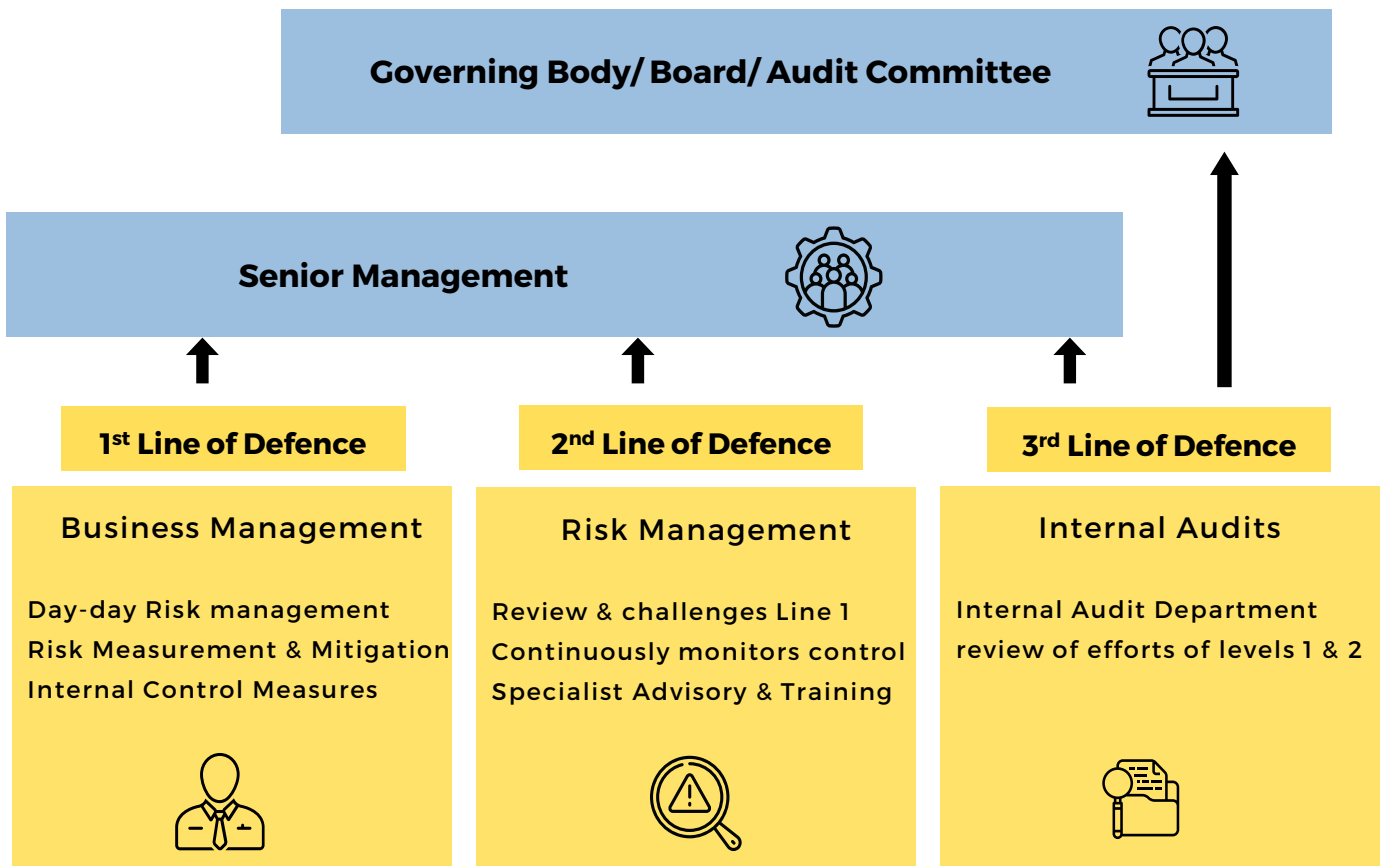 Governing Body/ Board/ Audit Committee
Senior Management
1st Line of Defence
2nd Line of Defence
3rd Line of Defence
Business Management
Day-day Risk management
Risk Measurement & Mitigation
Internal Control Measures
Risk Management
Review & challenges Line 1
Continuously monitors control
Specialist Advisory & Training
Internal Audits
Internal Audit Department
review of efforts of levels 1 & 2